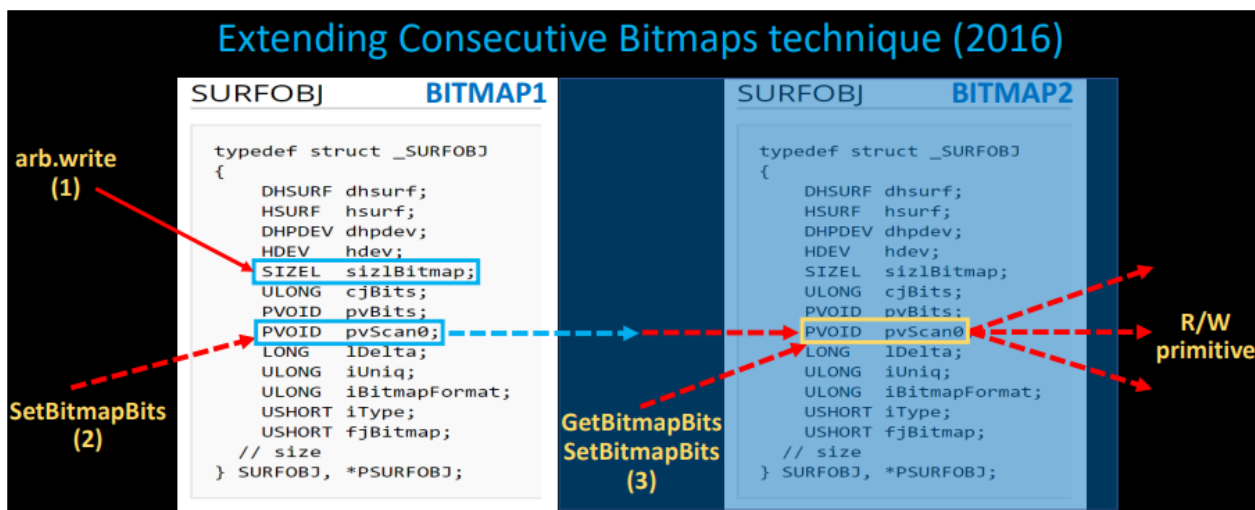 Extending Consecutive Bitmaps technique (2016)
SURFOBJ BITMAP1
typedef struct _SURFOBJ
{
DHSURF dhsurf;
HSURF hsurf;
DHPDEV dhpdev;
HDEV hdev;
SIZEL sizlBitmap;
ULONG cjBits;
PVOID pvBits;
PVOID pvScan0;
LONG lDelta;
ULONG iUniq;
ULONG iBitmapFormat;
USHORT iType;
USHORT fjBitmap;
// size
} SURFOBJ, *PSURFOBJ;
arb.write
(1)
SetBitmapBits
(2)
SURFOBJ BITMAP2
typedef struct _SURFOBJ
{
DHSURF dhsurf;
HSURF hsurf;
DHPDEV dhpdev;
HDEV hdev;
SIZEL sizlBitmap;
ULONG cjBits;
PVOID pvBits;
PVOID pvScan0
LONG lDelta;
ULONG iUniq;
ULONG iBitmapFormat;
USHORT iType;
USHORT fjBitmap;
// size
} SURFOBJ, *PSURFOBJ;
GetBitmapBits
SetBitmapBits
(3)
R/W
primitive